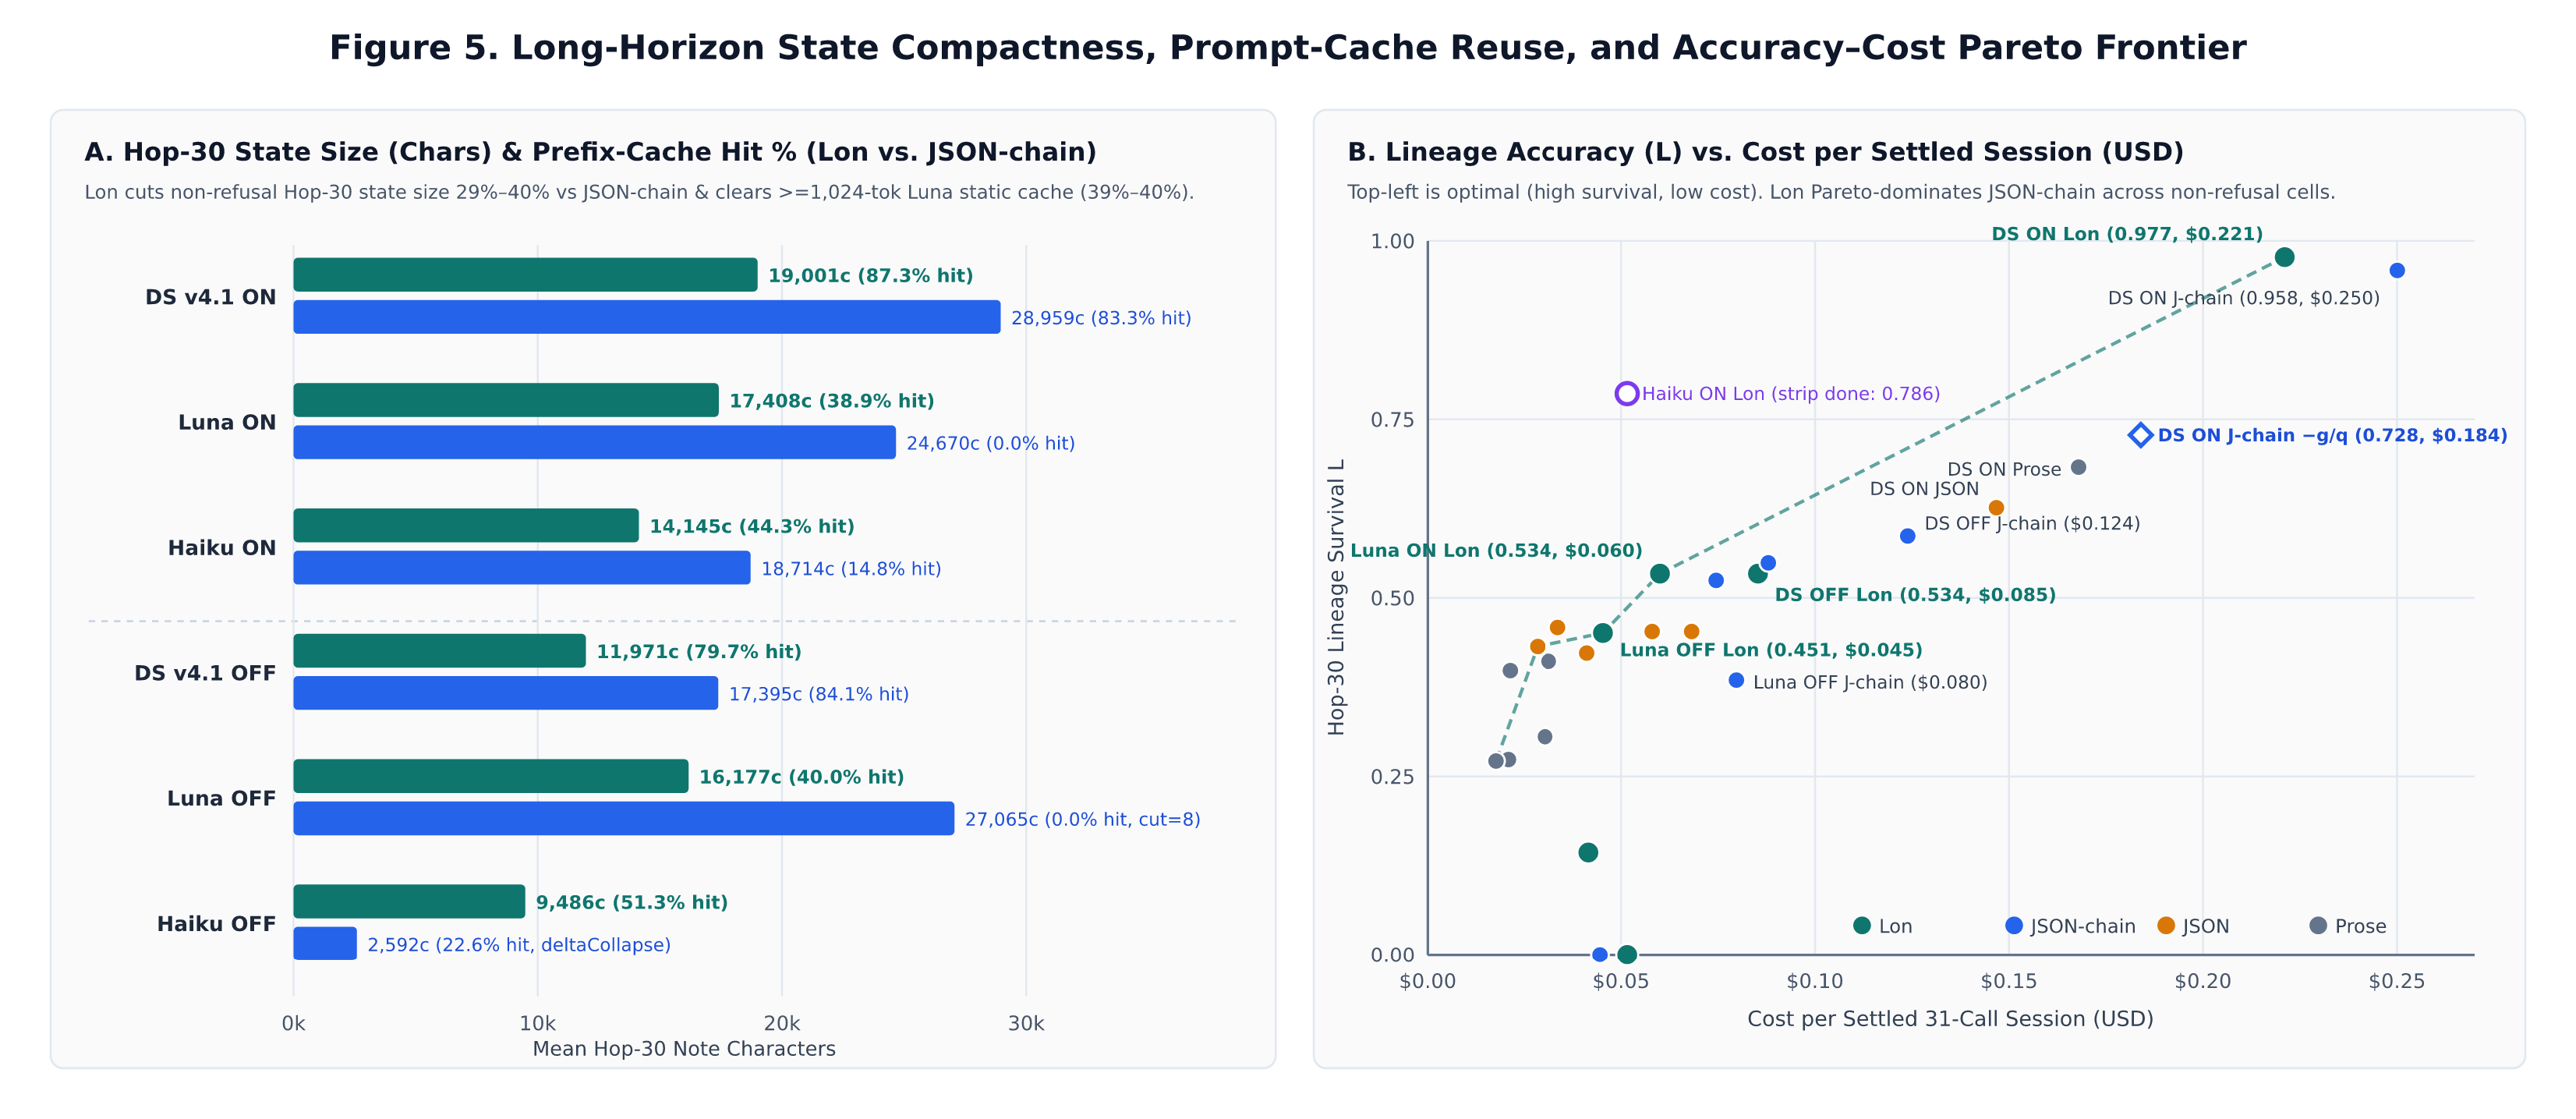 Figure 5. Long-Horizon State Compactness, Prompt-Cache Reuse, and Accuracy–Cost Pareto Frontier
A. Hop-30 State Size (Chars) & Prefix-Cache Hit % (Lon vs. JSON-chain)
Lon cuts non-refusal Hop-30 state size 29%–40% vs JSON-chain & clears >=1,024-tok Luna static cache (39%–40%).
DS v4.1 ON
19,001c (87.3% hit)
28,959c (83.3% hit)
Luna ON
17,408c (38.9% hit)
24,670c (0.0% hit)
Haiku ON
14,145c (44.3% hit)
18,714c (14.8% hit)
DS v4.1 OFF
11,971c (79.7% hit)
17,395c (84.1% hit)
Luna OFF
16,177c (40.0% hit)
27,065c (0.0% hit, cut=8)
Haiku OFF
9,486c (51.3% hit)
2,592c (22.6% hit, deltaCollapse)
0k 10k 20k 30k
Mean Hop-30 Note Characters
B. Lineage Accuracy (L) vs. Cost per Settled Session (USD)
Top-left is optimal (high survival, low cost). Lon Pareto-dominates JSON-chain across non-refusal cells.
Hop-30 Lineage Survival L
1.00
0.75
0.50
0.25
0.00
DS ON Lon (0.977, $0.221)
DS ON J-chain (0.958, $0.250)
Haiku ON Lon (strip done: 0.786)
DS ON J-chain −g/q (0.728, $0.184)
DS ON Prose
DS ON JSON
DS OFF J-chain ($0.124)
Luna ON Lon (0.534, $0.060)
DS OFF Lon (0.534, $0.085)
Luna OFF Lon (0.451, $0.045)
Luna OFF J-chain ($0.080)
Lon JSON-chain JSON Prose
$0.00 $0.05 $0.10 $0.15 $0.20 $0.25
Cost per Settled 31-Call Session (USD)